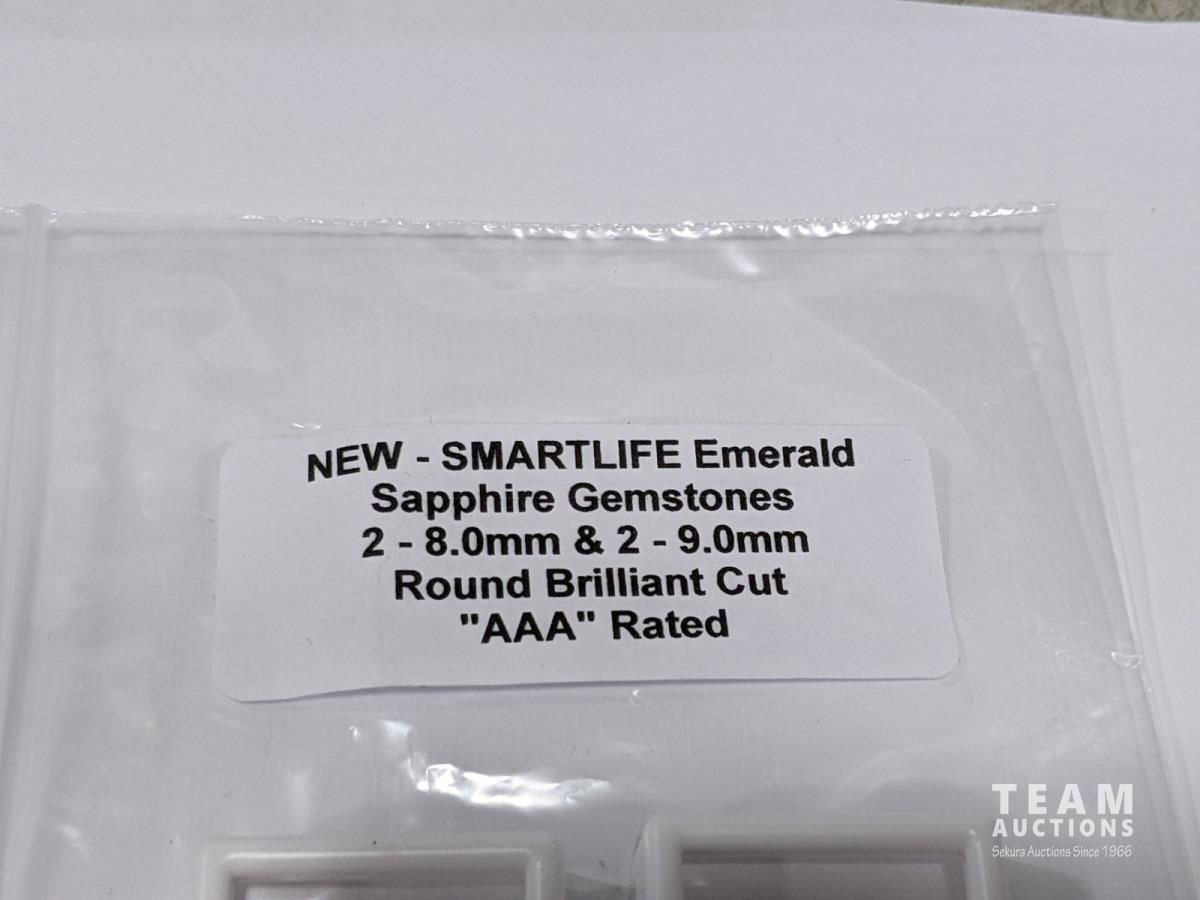 NEW - SMARTLIFE Emerald
Sapphire Gemstones
2 - 8.0mm & 2 - 9.0mm
Round Brilliant Cut
"AAA" Rated
TEAM
AUCTIONS
Sekura Auctions Since 1966